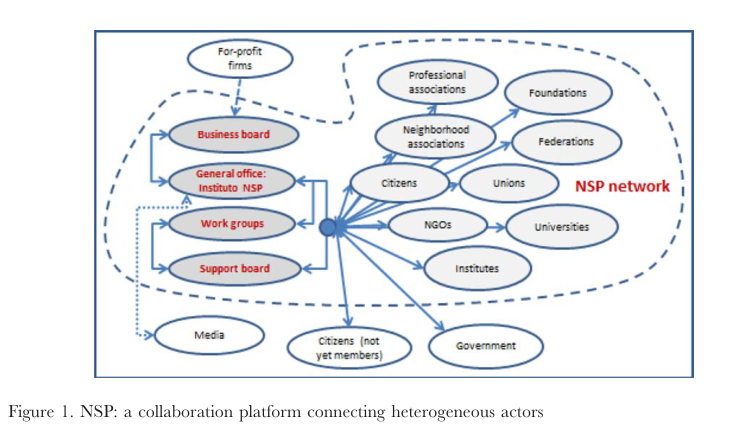 For-profit
firms
Professional
associations
Foundations
Business board
Neighborhood
associations
Federations
General office:
Instituto NSP
Citizens
Unions
NSP network
Work groups
NGOs
Universities
Support board
Institutes
Media
Citizens (not
yet members)
Government
Figure 1. NSP: a collaboration platform connecting heterogeneous actors